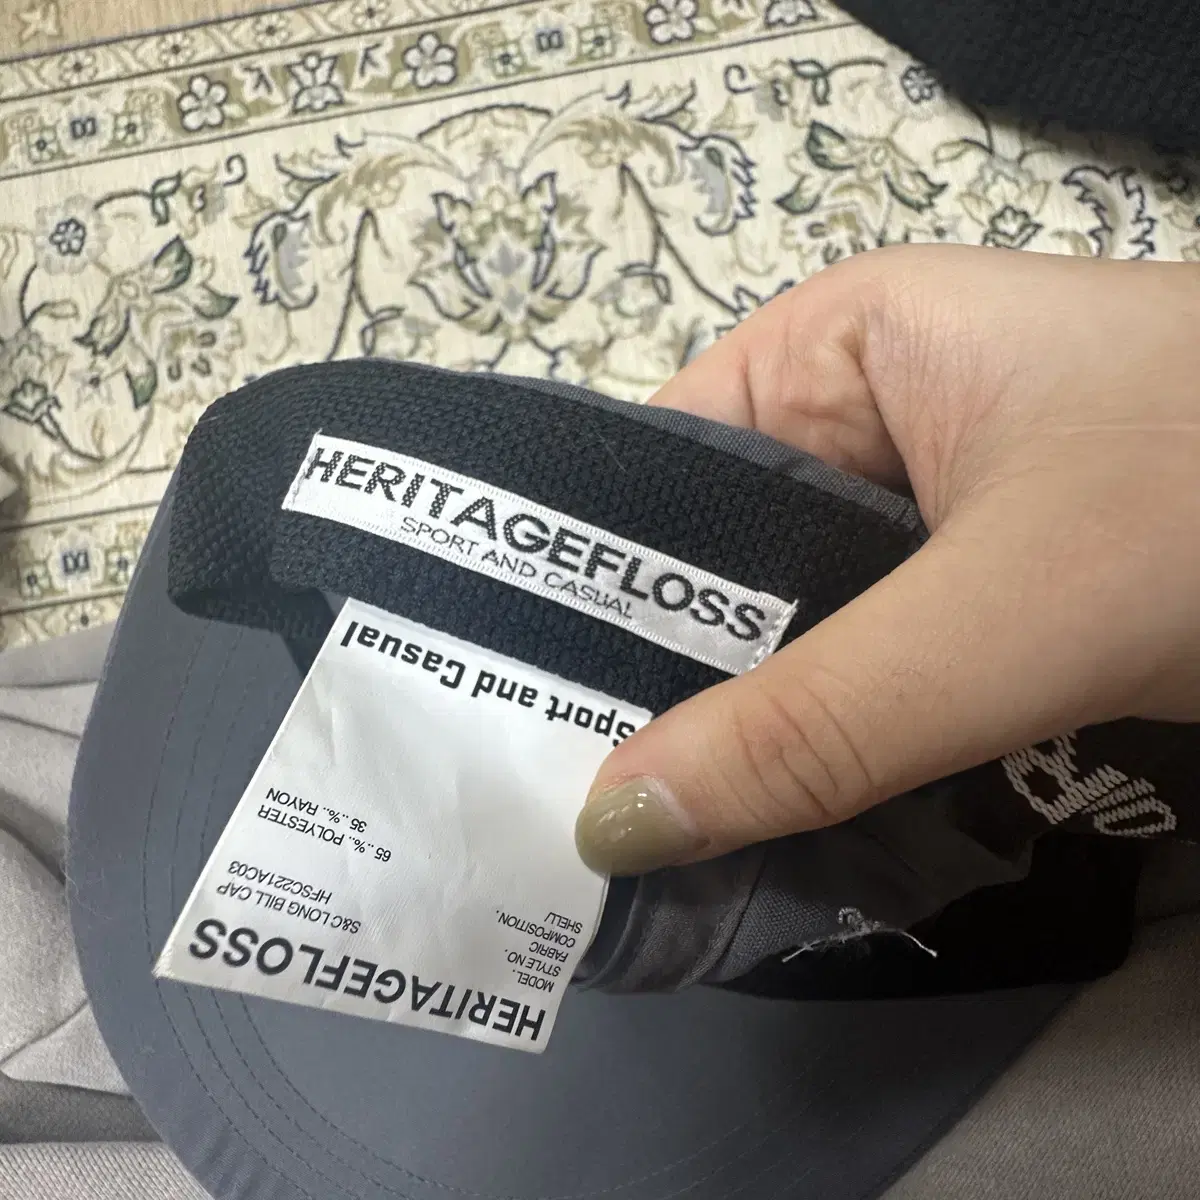 HERITAGEFLOSS
SPORT AND CASUAL
HERITAGEFLOSS
MODEL. S&C LONG BILL CAP
STYLE NO. HFSC221AC03
FABRIC
COMPOSITION.
SHELL/ 65..%.. POLYESTER
35..%.. RAYON
Sport and Casual